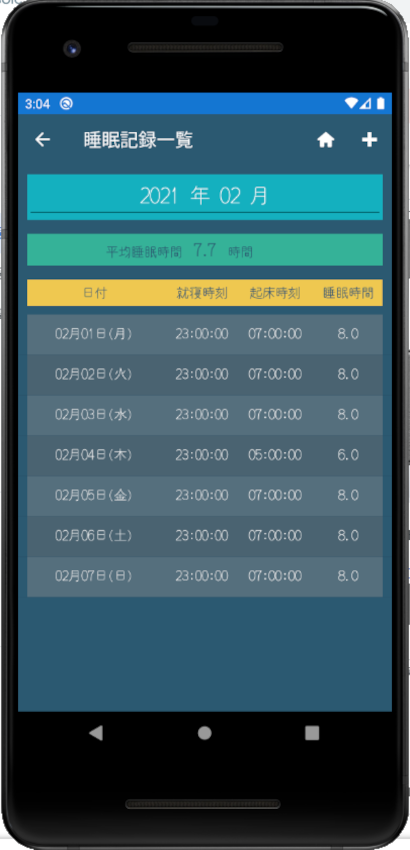 3:04
睡眠記録一覧
2021 年 02 月
平均睡眠時間 7.7 時間
日付 就寝時刻 起床時刻 睡眠時間
02月01日(月) 23:00:00 07:00:00 8.0
02月02日(火) 23:00:00 07:00:00 8.0
02月03日(水) 23:00:00 07:00:00 8.0
02月04日(木) 23:00:00 05:00:00 6.0
02月05日(金) 23:00:00 07:00:00 8.0
02月06日(土) 23:00:00 07:00:00 8.0
02月07日(日) 23:00:00 07:00:00 8.0